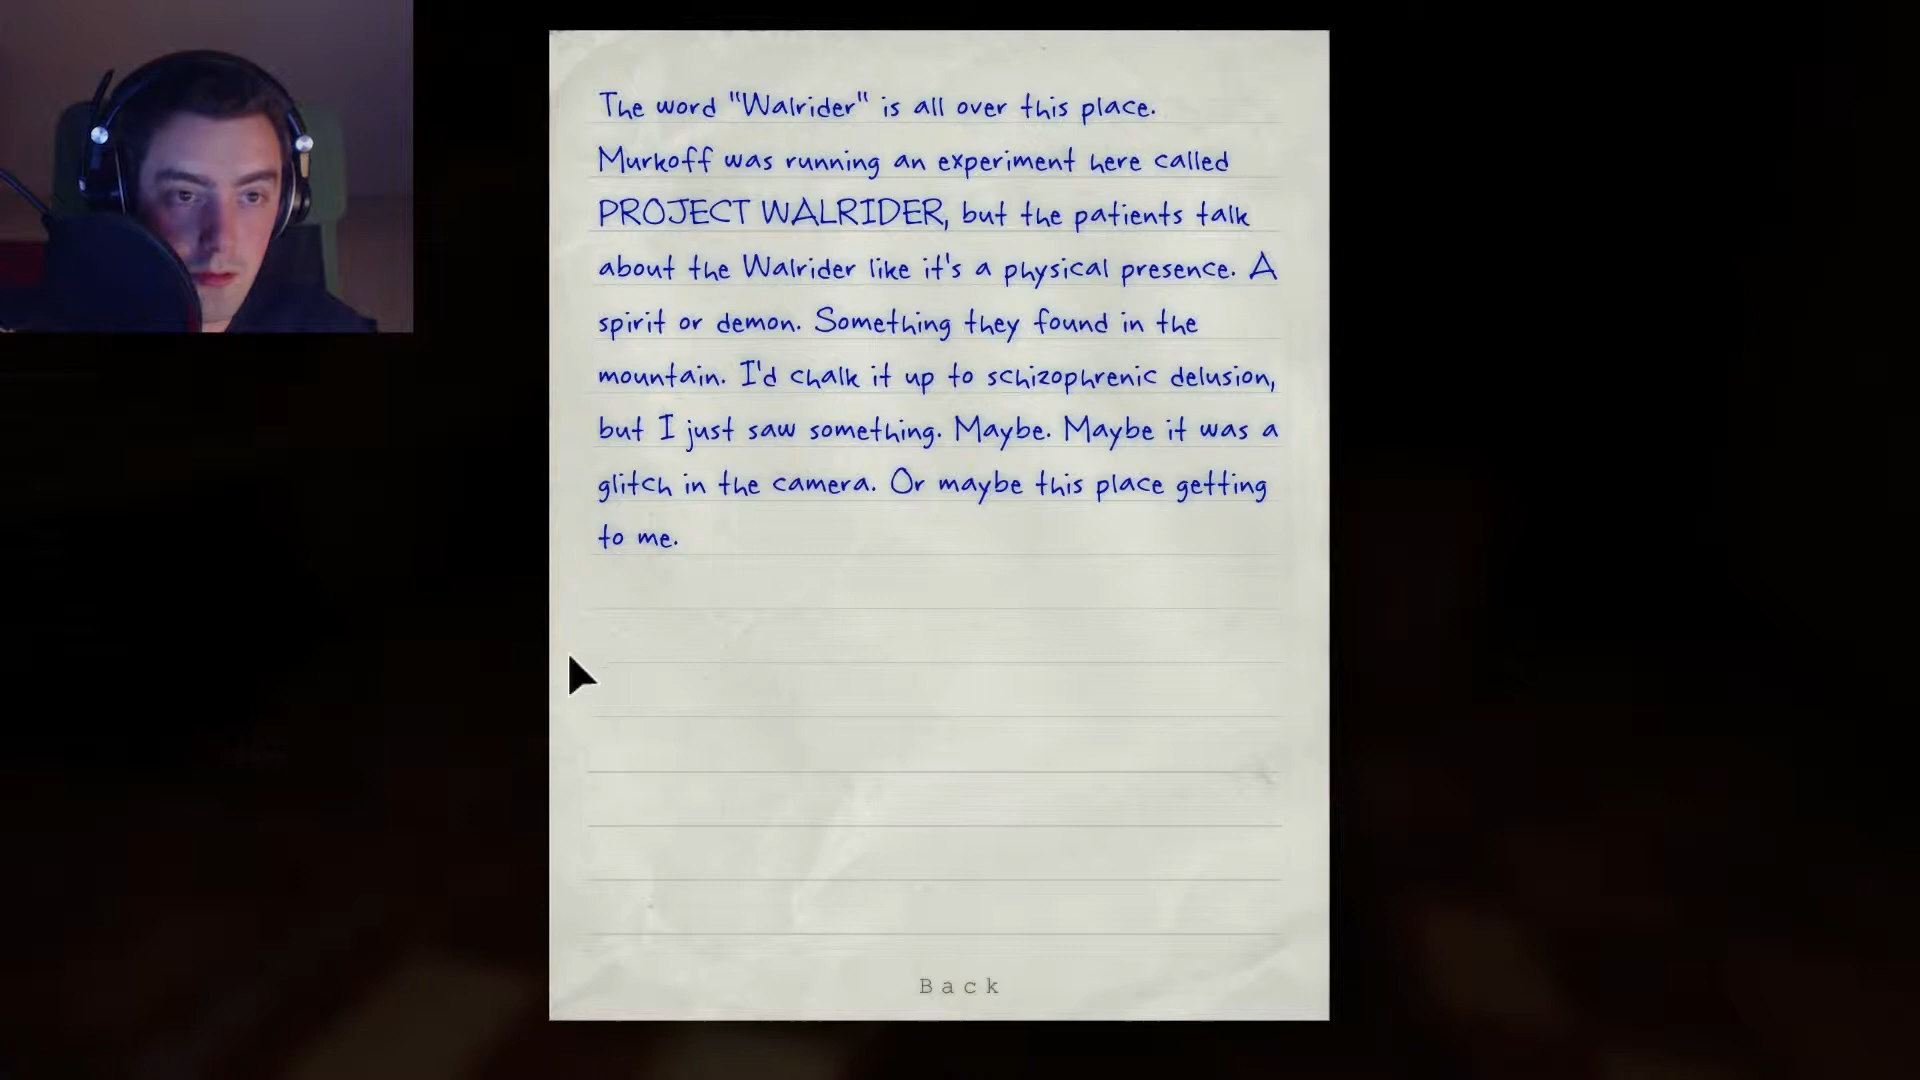 The word "Walrider" is all over this place.
Murkoff was running an experiment here called
PROJECT WALRIDER, but the patients talk
about the Walrider like it's a physical presence. A
spirit or demon. Something they found in the
mountain. I'd chalk it up to schizophrenic delusion,
but I just saw something. Maybe. Maybe it was a
glitch in the camera. Or maybe this place getting
to me.
Back